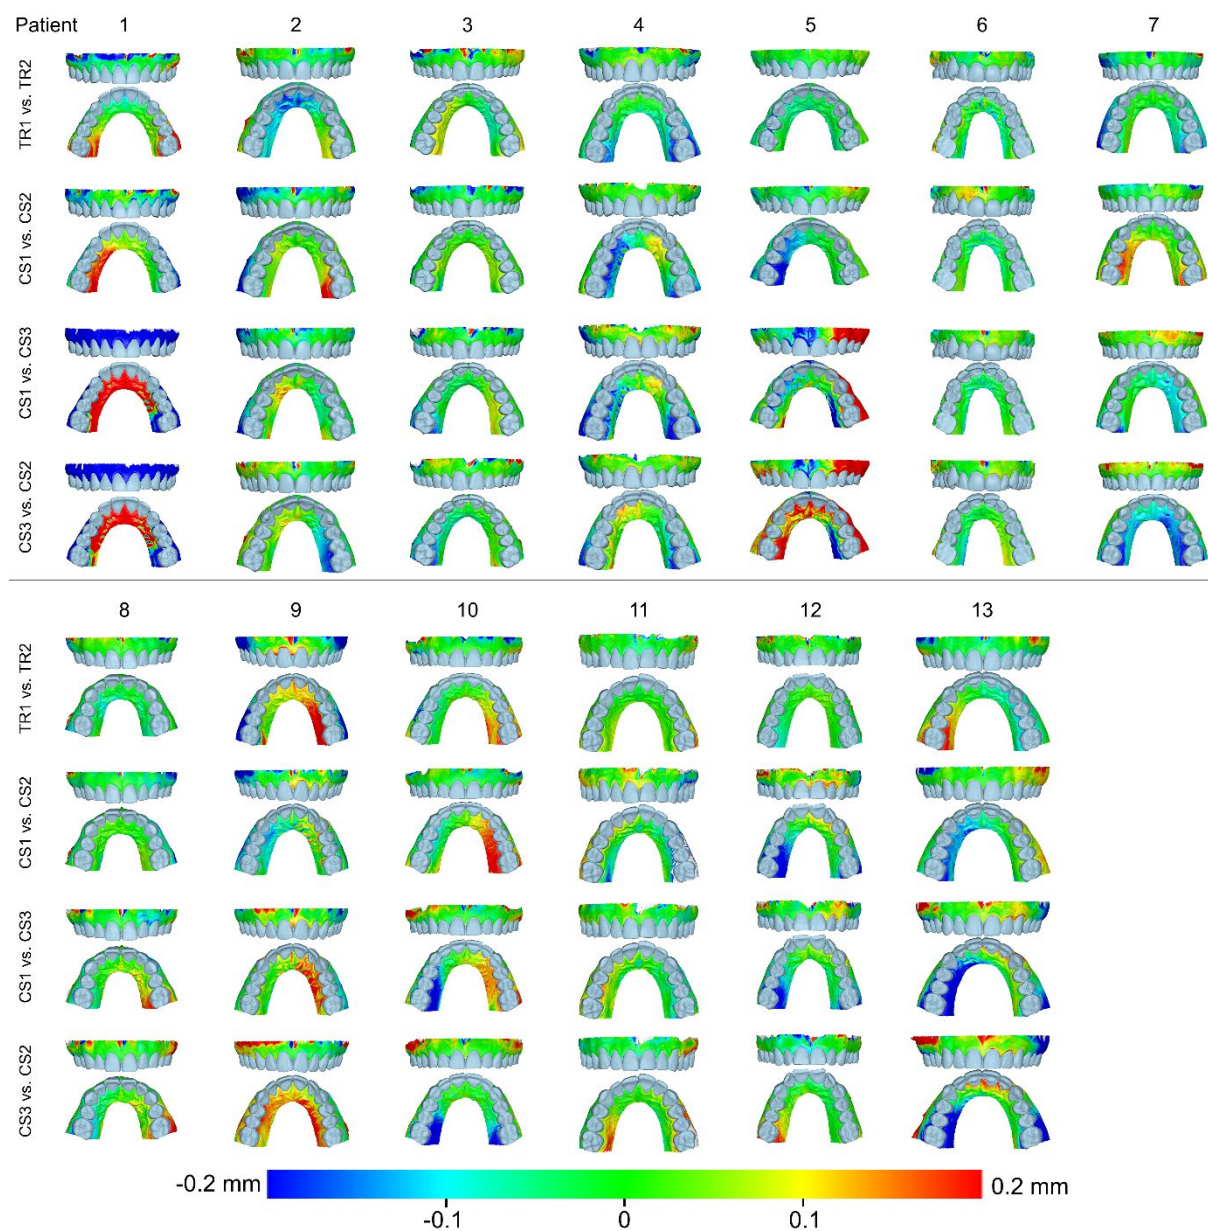 Patient 1 2 3 4 5 6 7
TR1 vs. TR2
CS1 vs. CS2
CS1 vs. CS3
CS3 vs. CS2
8 9 10 11 12 13
TR1 vs. TR2
CS1 vs. CS2
CS1 vs. CS3
CS3 vs. CS2
-0.2 mm 0.2 mm
-0.1 0 0.1